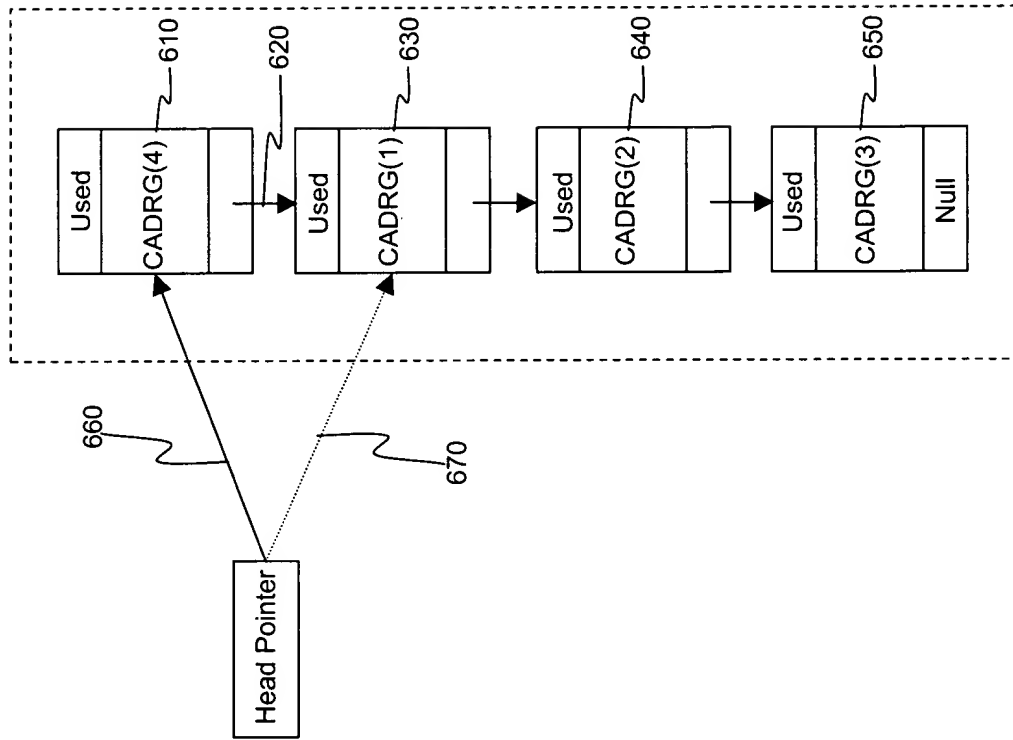 Head Pointer
660
670
Used
CADRG(4)
610
620
Used
CADRG(1)
630
Used
CADRG(2)
640
Used
CADRG(3)
Null
650